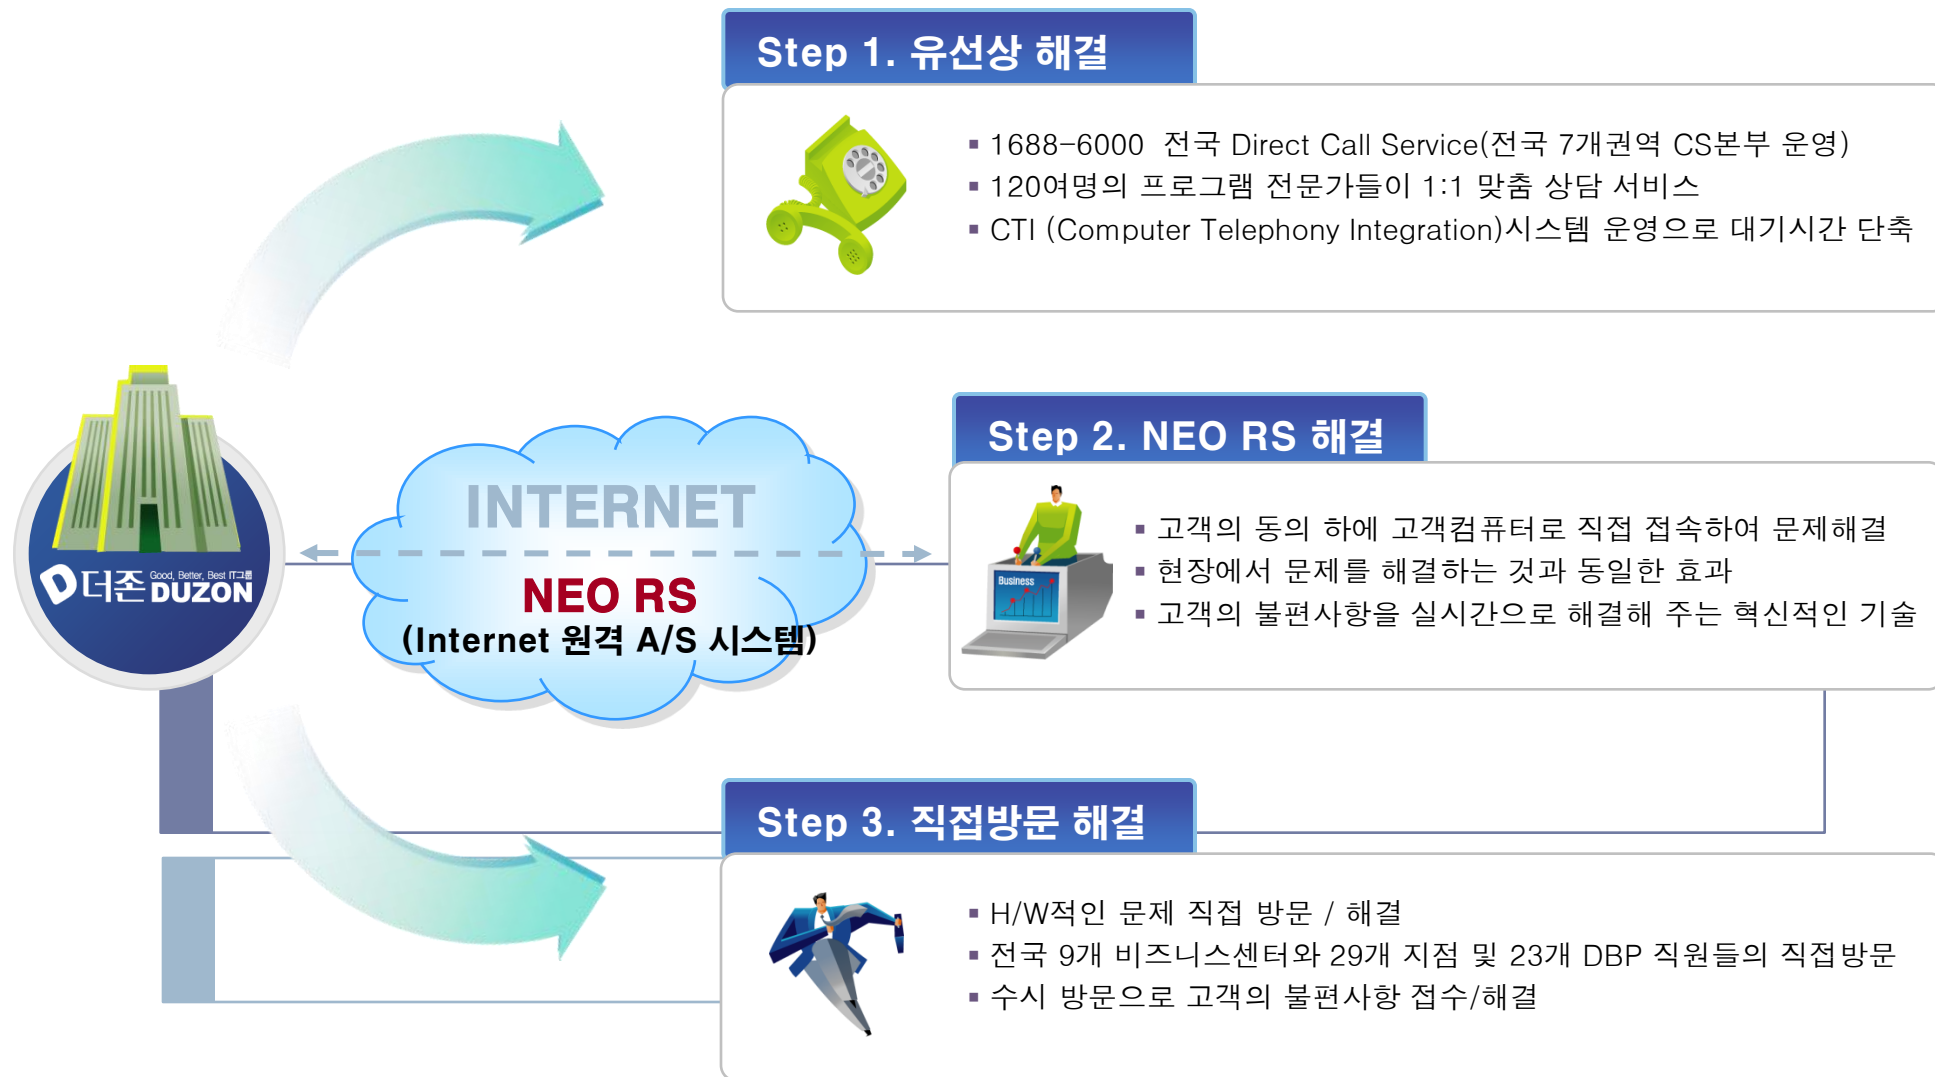 Step 1. 유선상 해결
▪ 1688-6000 전국 Direct Call Service(전국 7개권역 CS본부 운영)
▪ 120여명의 프로그램 전문가들이 1:1 맞춤 상담 서비스
▪ CTI (Computer Telephony Integration)시스템 운영으로 대기시간 단축
더존 Good, Better, Best IT그룹
DUZON
INTERNET
NEO RS
(Internet 원격 A/S 시스템)
Step 2. NEO RS 해결
Business
▪ 고객의 동의 하에 고객컴퓨터로 직접 접속하여 문제해결
▪ 현장에서 문제를 해결하는 것과 동일한 효과
▪ 고객의 불편사항을 실시간으로 해결해 주는 혁신적인 기술
Step 3. 직접방문 해결
▪ H/W적인 문제 직접 방문 / 해결
▪ 전국 9개 비즈니스센터와 29개 지점 및 23개 DBP 직원들의 직접방문
▪ 수시 방문으로 고객의 불편사항 접수/해결